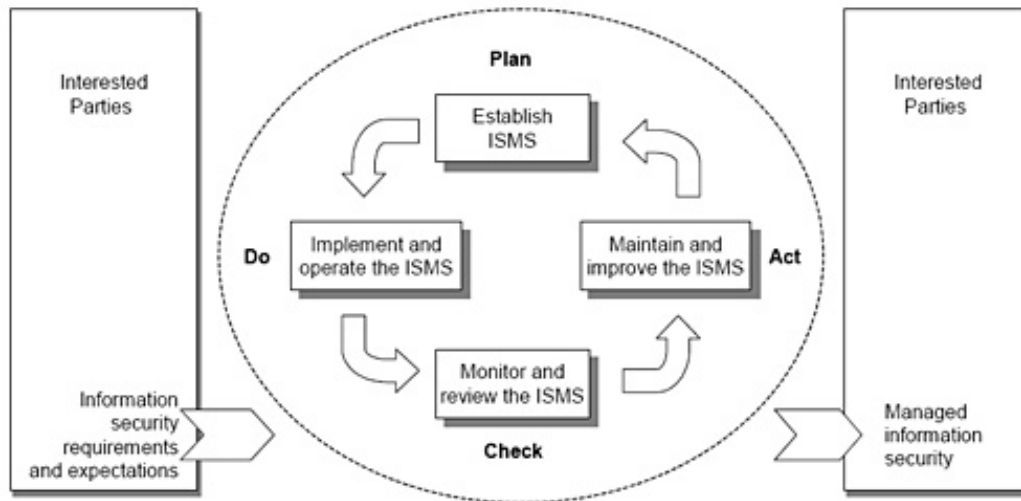 Interested
Parties
Information
security
requirements
and expectations
Plan
Establish
ISMS
Do
Implement and
operate the ISMS
Maintain and
improve the ISMS
Act
Monitor and
review the ISMS
Check
Interested
Parties
Managed
information
security